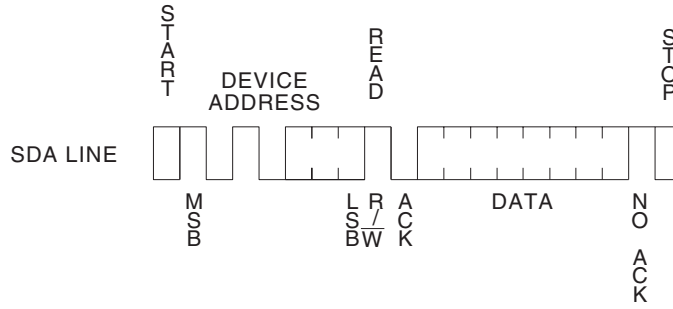 START
DEVICE
ADDRESS
READ
STOP
SDA LINE
MSB
LSB
R/W
ACK
DATA
NO ACK